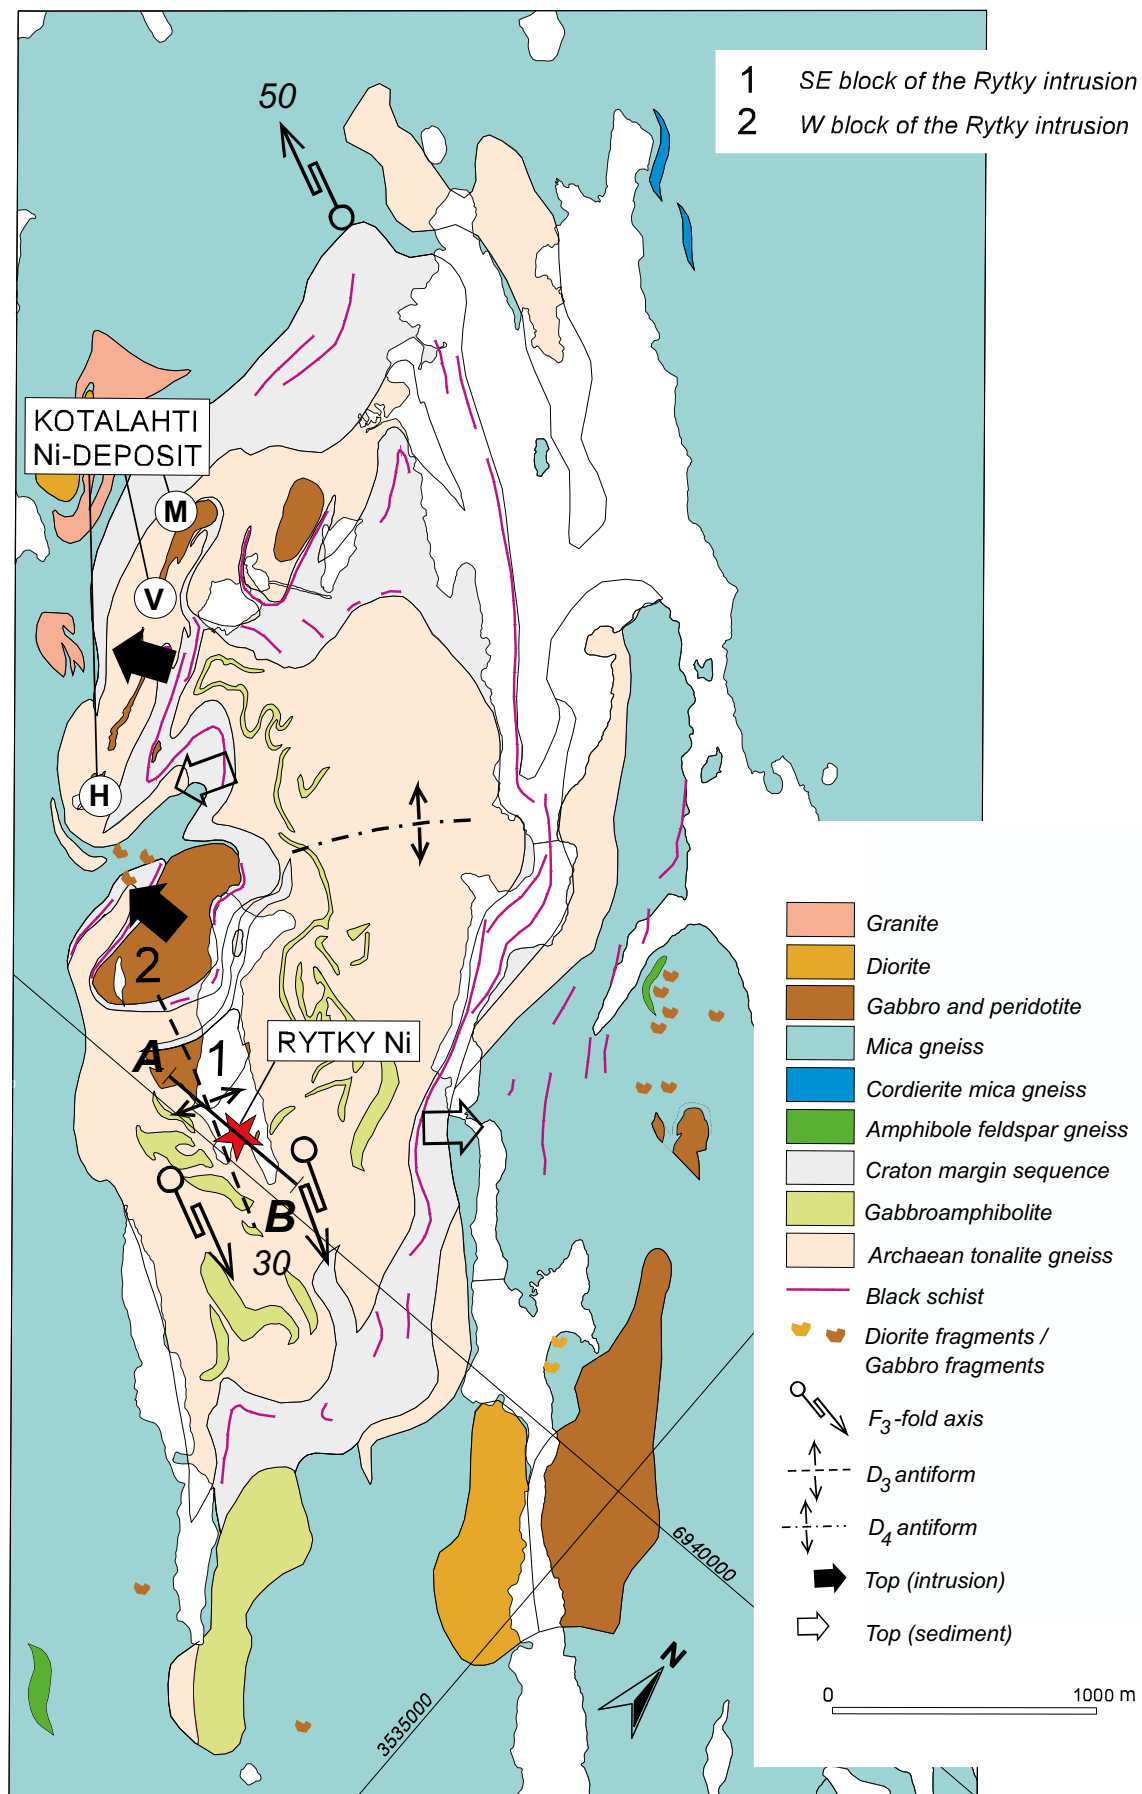 50
1 SE block of the Rytky intrusion
2 W block of the Rytky intrusion
KOTALAHTI
Ni-DEPOSIT
M
V
H
2
A
1
RYTKY Ni
B
30
Granite
Diorite
Gabbro and peridotite
Mica gneiss
Cordierite mica gneiss
Amphibole feldspar gneiss
Craton margin sequence
Gabbroamphibolite
Archaean tonalite gneiss
Black schist
Diorite fragments /
Gabbro fragments
F3-fold axis
D3 antiform
D4 antiform
Top (intrusion)
Top (sediment)
0 1000 m
6940000
3535000
N